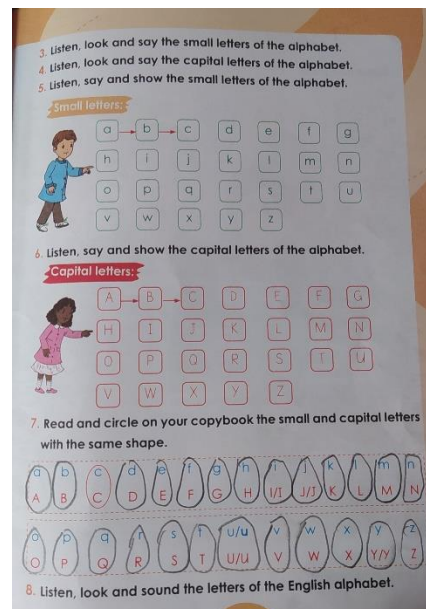 3. Listen, look and say the small letters of the alphabet.
4. Listen, look and say the capital letters of the alphabet.
5. Listen, say and show the small letters of the alphabet.
Small letters:
a b c d e f g
h i j k l m n
o p q r s t u
v w x y z
6. Listen, say and show the capital letters of the alphabet.
Capital letters:
A B C D E F G
H I J K L M N
O P Q R S T U
V W X Y Z
7. Read and circle on your copybook the small and capital letters
with the same shape.
a b c d e f g h i j k l m n
A B C D E F G H I/I J/J K L M N
o p q r s t u/u v w x y z
O P Q R S T U/U V W X Y/Y Z
8. Listen, look and sound the letters of the English alphabet.